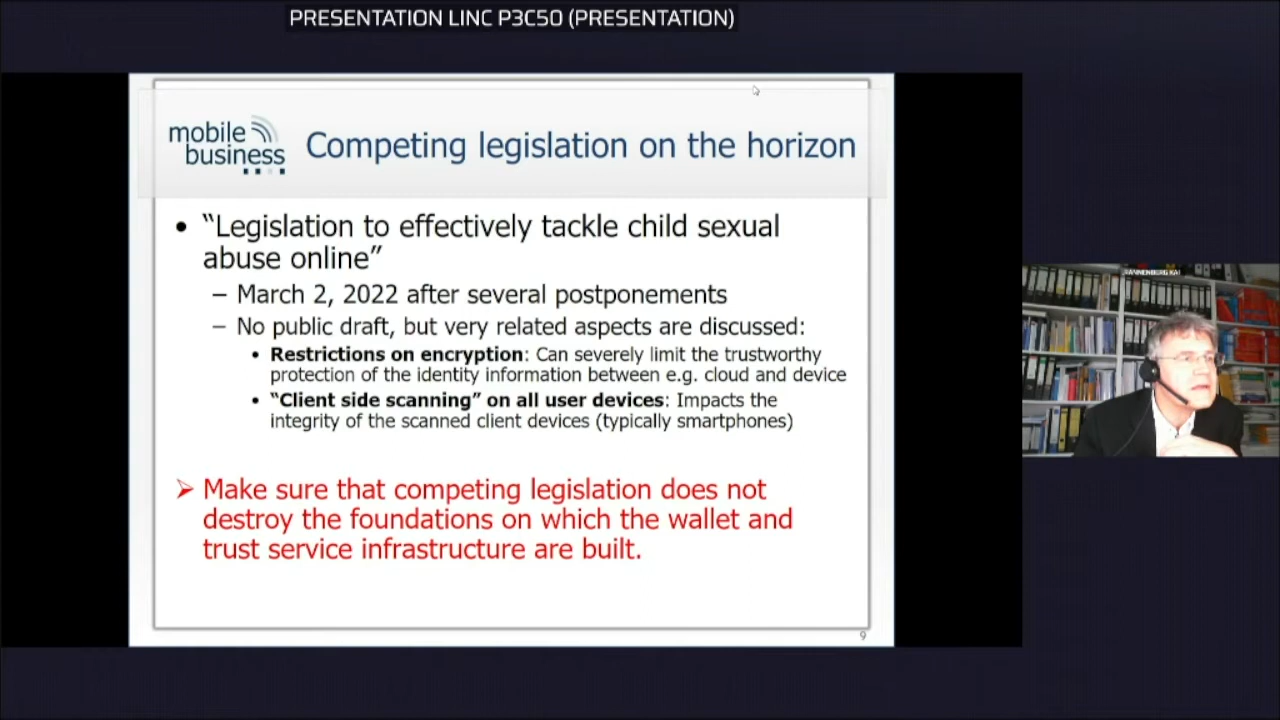 PRESENTATION LINC P3C50 (PRESENTATION)
mobile
business
Competing legislation on the horizon
• “Legislation to effectively tackle child sexual
abuse online”
– March 2, 2022 after several postponements
– No public draft, but very related aspects are discussed:
• Restrictions on encryption: Can severely limit the trustworthy
protection of the identity information between e.g. cloud and device
• “Client side scanning” on all user devices: Impacts the
integrity of the scanned client devices (typically smartphones)
➢ Make sure that competing legislation does not
destroy the foundations on which the wallet and
trust service infrastructure are built.
9